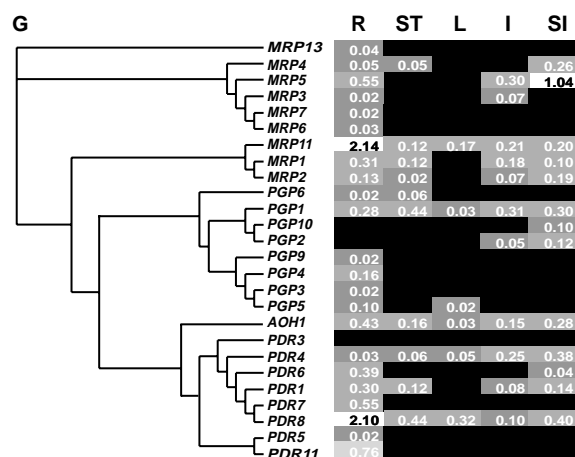 G R ST L I SI
MRP13 0.04
MRP4 0.05 0.05 0.26
MRP5 0.55 0.30 1.04
MRP3 0.02 0.07
MRP7 0.02
MRP6 0.03
MRP11 2.14 0.12 0.17 0.21 0.20
MRP1 0.31 0.12 0.18 0.10
MRP2 0.13 0.02 0.07 0.19
PGP6 0.02 0.06
PGP1 0.28 0.44 0.03 0.31 0.30
PGP10 0.10
PGP2 0.05 0.12
PGP9 0.02
PGP4 0.16
PGP3 0.02
PGP5 0.10 0.02
AOH1 0.43 0.16 0.03 0.15 0.28
PDR3
PDR4 0.03 0.06 0.05 0.25 0.38
PDR6 0.39 0.04
PDR1 0.30 0.12 0.08 0.14
PDR7 0.55
PDR8 2.10 0.44 0.32 0.10 0.40
PDR5 0.02
PDR11 0.76